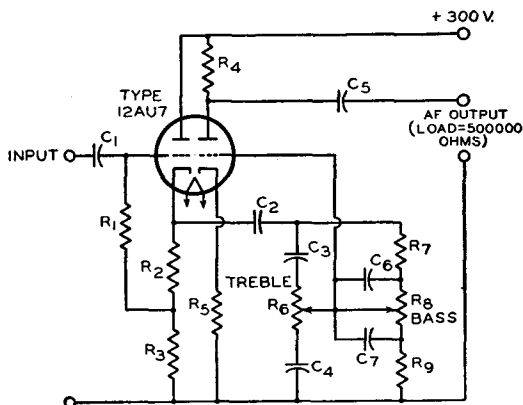 + 300 V.
R4
C5
TYPE
12AU7
AF OUTPUT
(LOAD=500000
OHMS)
C1
INPUT
C2
R1
R7
C3
R2
C6
TREBLE
R6
R8
BASS
R5
C7
R3
C4
R9